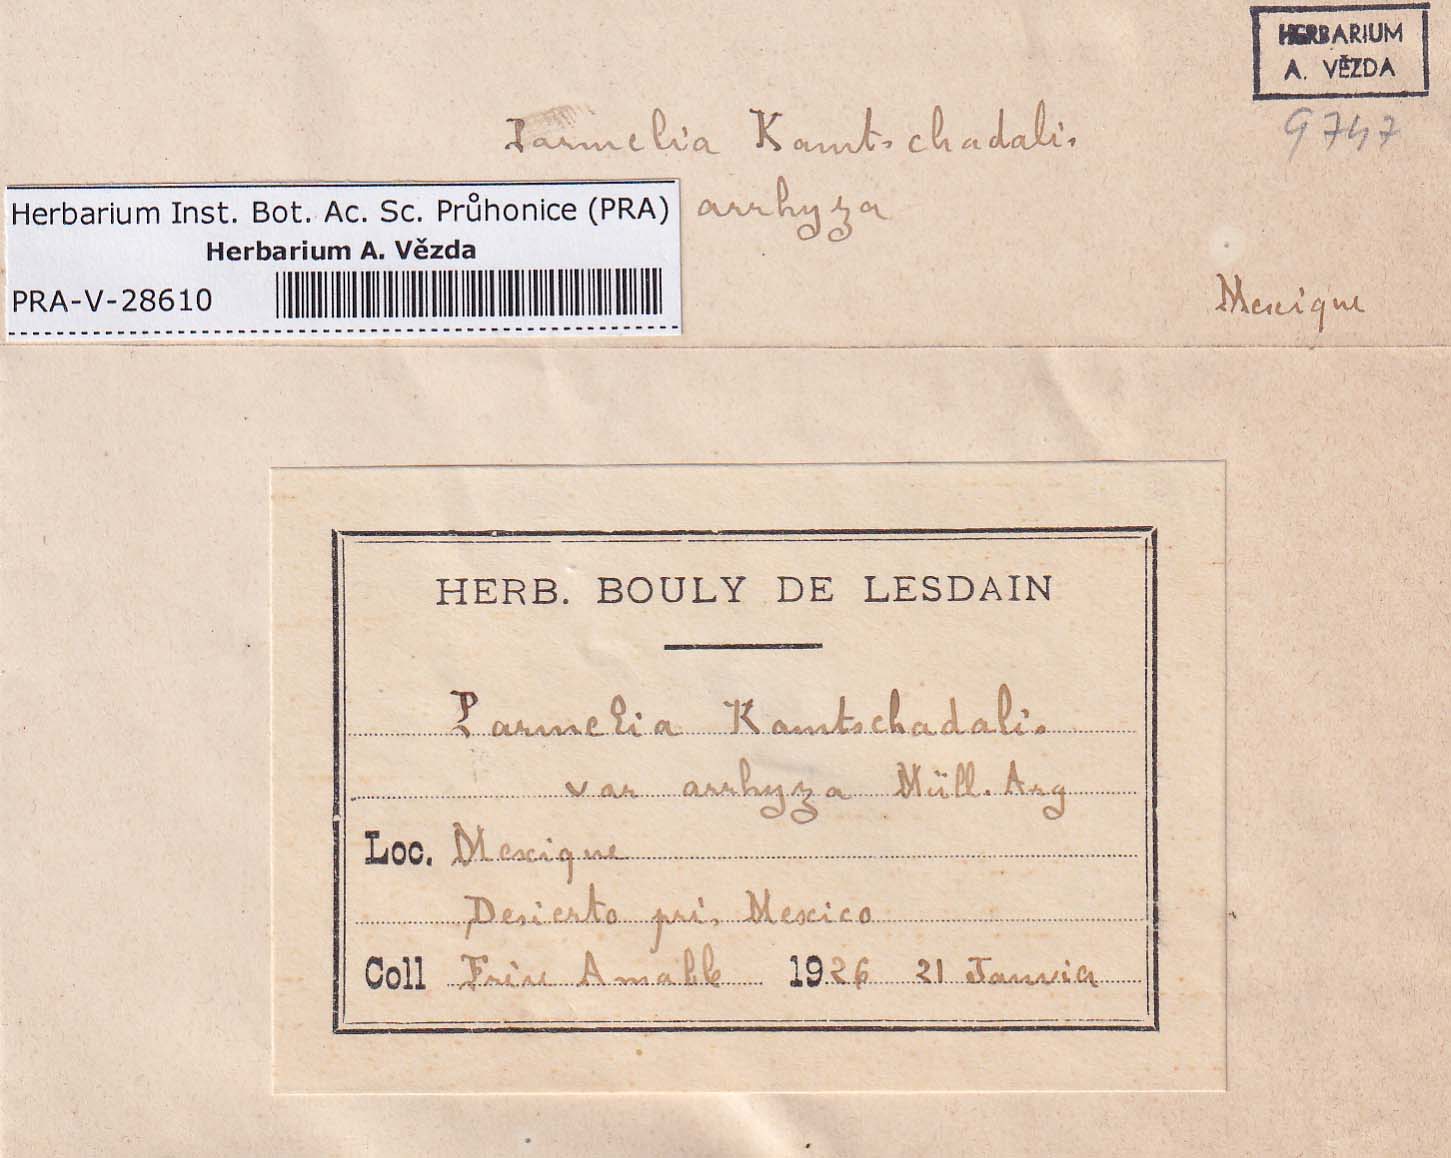 HERBARIUM
A. VĚZDA
9747
Parmelia Kamtschadalis
arrhyza
Mexique
Herbarium Inst. Bot. Ac. Sc. Průhonice (PRA)
Herbarium A. Vězda
PRA-V-28610
HERB. BOULY DE LESDAIN
Parmelia Kamtschadalis
var arrhyza Müll. Arg
Loc. Mexique
Desierto près Mexico
Coll Frère Amable 1926 21 Janvier